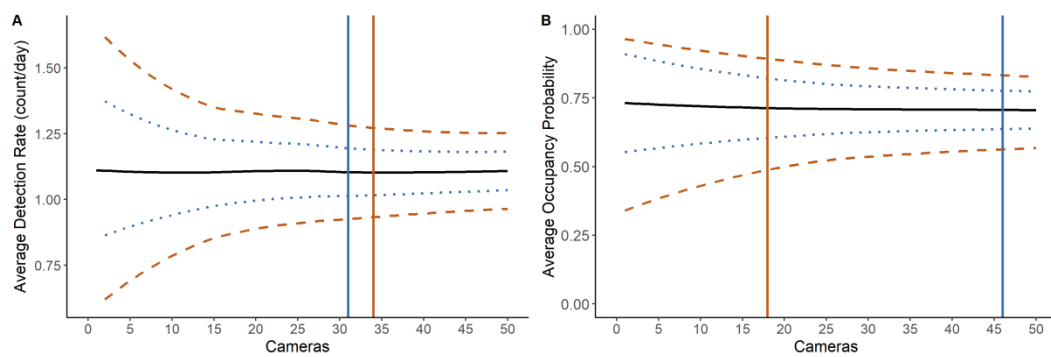 A
Average Detection Rate (count/day)
1.50
1.25
1.00
0.75
0 5 10 15 20 25 30 35 40 45 50
Cameras
B
Average Occupancy Probability
1.00
0.75
0.50
0.25
0.00
0 5 10 15 20 25 30 35 40 45 50
Cameras